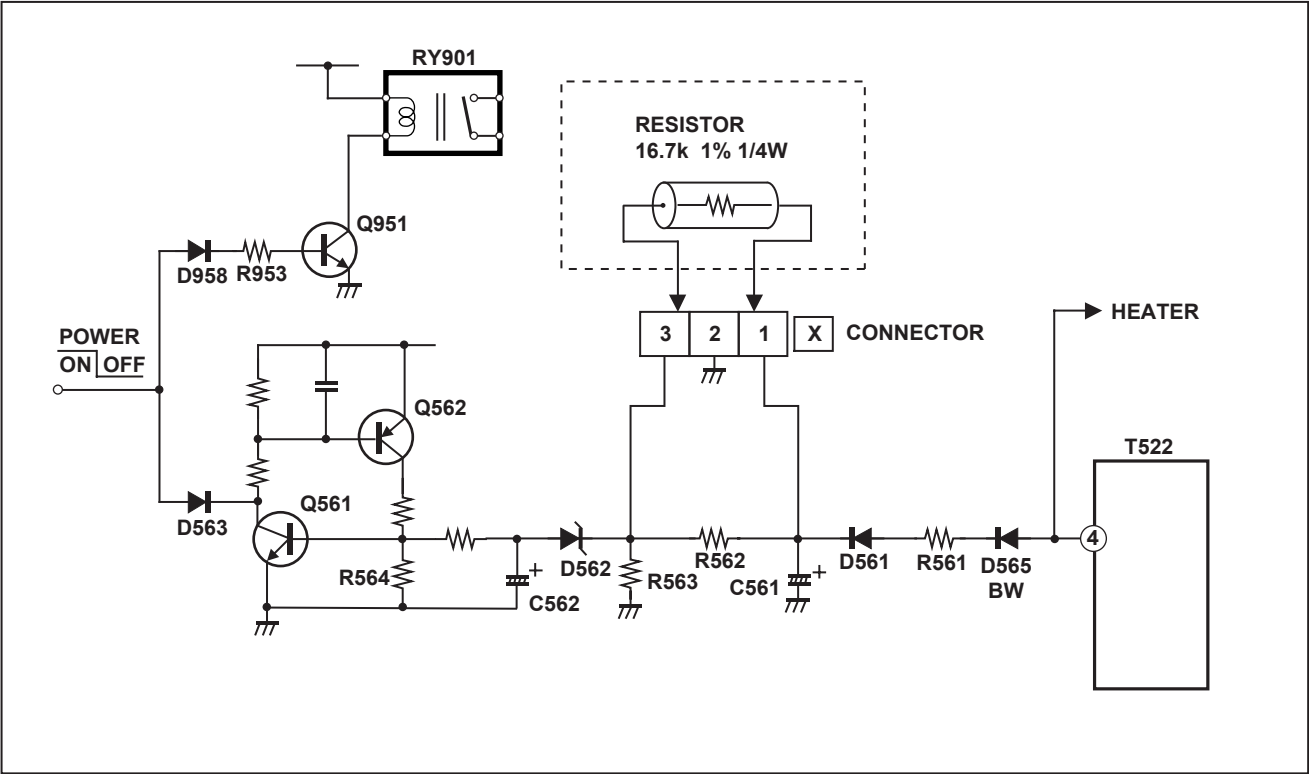 RY901
RESISTOR
16.7k 1% 1/4W
Q951
D958
R953
HEATER
3
2
1
X
CONNECTOR
POWER
ON OFF
Q562
T522
Q561
D563
4
D562
R562
D561
R561
D565
BW
R564
R563
C561
+
C562
+